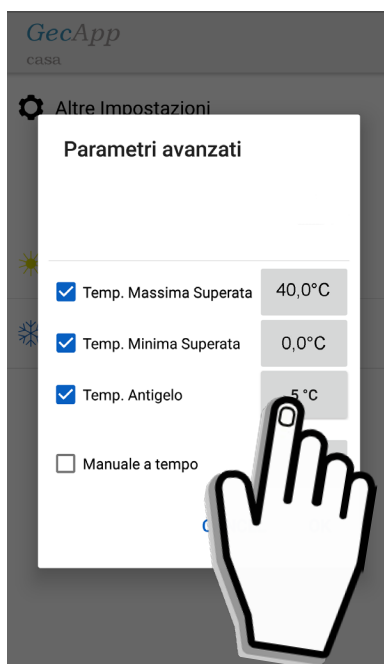 GecApp
casa
Altre Impostazioni
Parametri avanzati
Temp. Massima Superata 40,0°C
Temp. Minima Superata 0,0°C
Temp. Antigelo 5 °C
Manuale a tempo